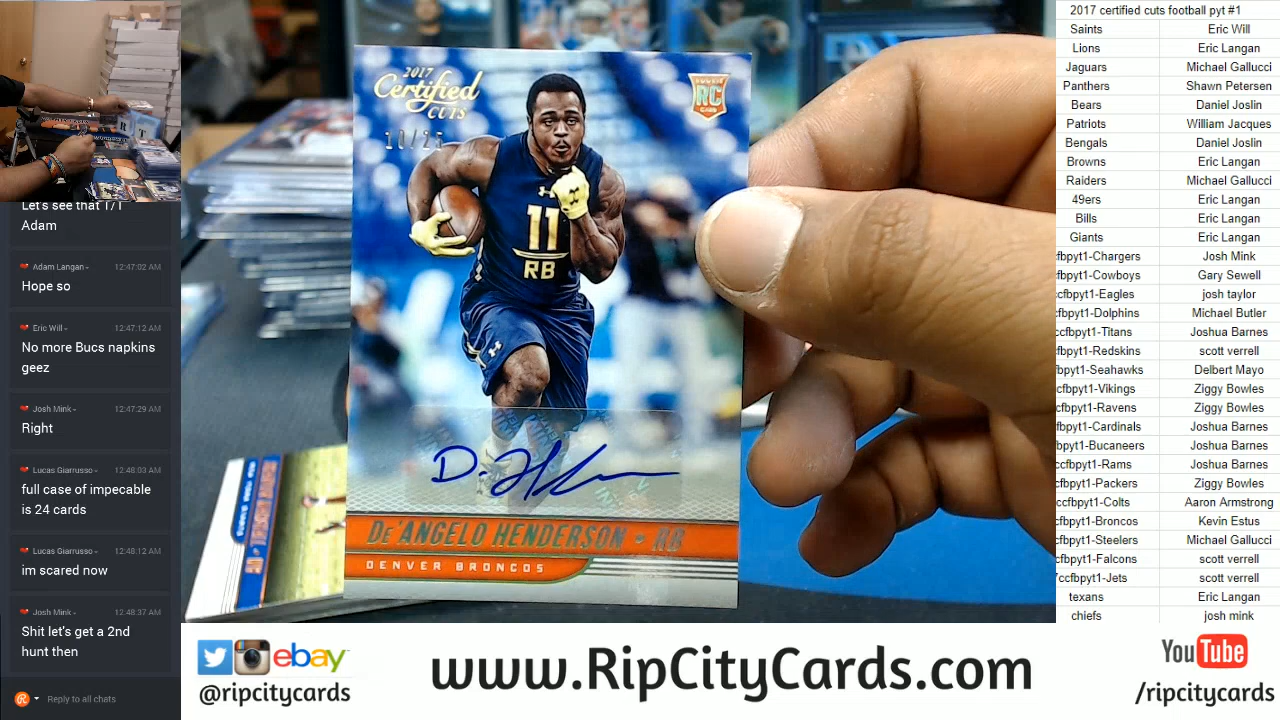 Let's see that 1/1
Adam
Adam Langan
12:47:02 AM
Hope so
Eric Will
12:47:12 AM
No more Bucs napkins
geez
Josh Mink
12:47:29 AM
Right
Lucas Giarrusso
12:48:03 AM
full case of impecable
is 24 cards
Lucas Giarrusso
12:48:12 AM
im scared now
Josh Mink
12:48:37 AM
Shit let's get a 2nd
hunt then
Reply to all chats
2017
Certified
CUTS
10/25
ROOKIE
RC
CARD
11
RB
DE'ANGELO HENDERSON • RB
DENVER BRONCOS
2017 certified cuts football pyt #1
Saints Eric Will
Lions Eric Langan
Jaguars Michael Gallucci
Panthers Shawn Petersen
Bears Daniel Joslin
Patriots William Jacques
Bengals Daniel Joslin
Browns Eric Langan
Raiders Michael Gallucci
49ers Eric Langan
Bills Eric Langan
Giants Eric Langan
cfbpyt1-Chargers Josh Mink
cfbpyt1-Cowboys Gary Sewell
cfbpyt1-Eagles josh taylor
cfbpyt1-Dolphins Michael Butler
ccfbpyt1-Titans Joshua Barnes
cfbpyt1-Redskins scott verrell
cfbpyt1-Seahawks Delbert Mayo
cfbpyt1-Vikings Ziggy Bowles
cfbpyt1-Ravens Ziggy Bowles
cfbpyt1-Cardinals Joshua Barnes
fbpyt1-Bucaneers Joshua Barnes
ccfbpyt1-Rams Joshua Barnes
cfbpyt1-Packers Ziggy Bowles
ccfbpyt1-Colts Aaron Armstrong
cfbpyt1-Broncos Kevin Estus
cfbpyt1-Steelers Michael Gallucci
cfbpyt1-Falcons scott verrell
7ccfbpyt1-Jets scott verrell
texans Eric Langan
chiefs josh mink
ebay
@ripcitycards
www.RipCityCards.com
YouTube
/ripcitycards